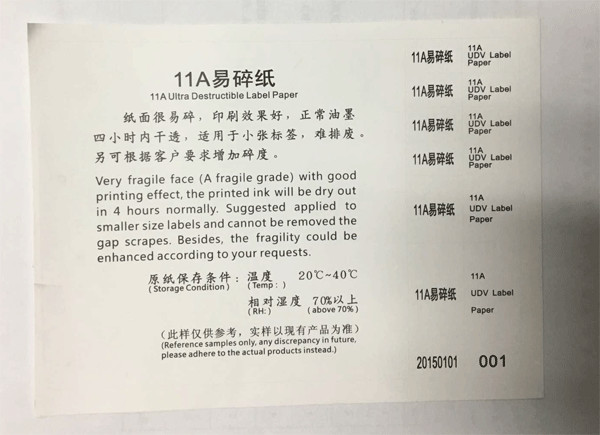 11A易碎纸
11A Ultra Destructible Label Paper
纸面很易碎，印刷效果好，正常油墨
四小时内干透，适用于小张标签，难排废。
另可根据客户要求增加碎度。
Very fragile face (A fragile grade) with good
printing effect, the printed ink will be dry out
in 4 hours normally. Suggested applied to
smaller size labels and cannot be removed the
gap scrapes. Besides, the fragility could be
enhanced according to your requests.
原纸保存条件：温度 20℃~40℃
(Storage Condition) (Temp：)
相对湿度 70%以上
(RH:) (above 70%)
（此样仅供参考，实样以现有产品为准）
(Reference samples only, any discrepancy in future,
please adhere to the actual products instead.)
11A易碎纸
11A
UDV Label
Paper
11A易碎纸
11A
UDV Label
Paper
11A易碎纸
11A
UDV Label
Paper
11A易碎纸
11A
UDV Label
Paper
11A易碎纸
11A
UDV Label
Paper
11A易碎纸
11A
UDV Label
Paper
20150101 001